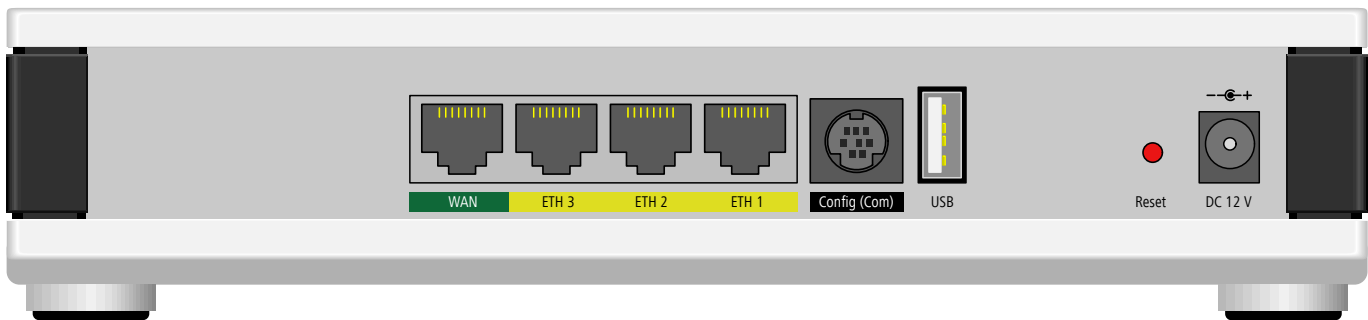 WAN
ETH 3
ETH 2
ETH 1
Config (Com)
USB
Reset
DC 12 V